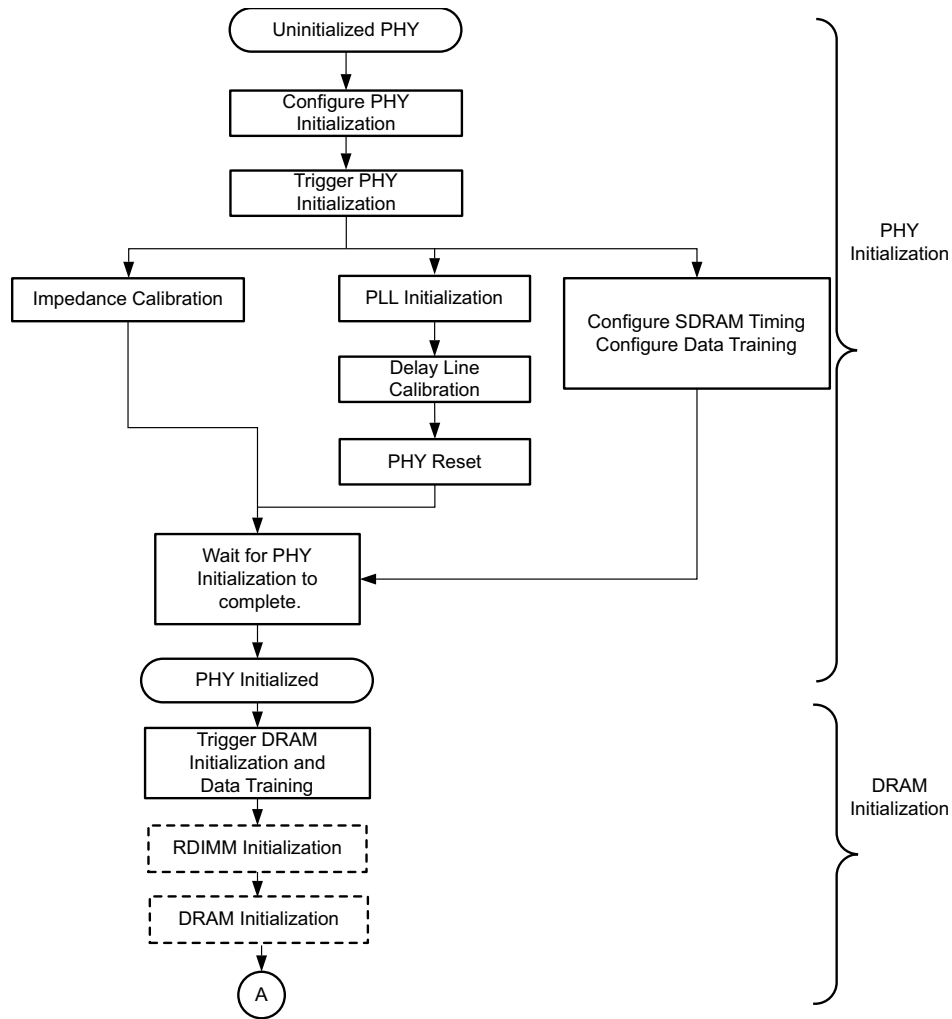 Uninitialized PHY
Configure PHY
Initialization
Trigger PHY
Initialization
Impedance Calibration
PLL Initialization
Configure SDRAM Timing
Configure Data Training
Delay Line
Calibration
PHY Reset
Wait for PHY
Initialization to
complete.
PHY Initialized
PHY
Initialization
Trigger DRAM
Initialization and
Data Training
RDIMM Initialization
DRAM Initialization
A
DRAM
Initialization